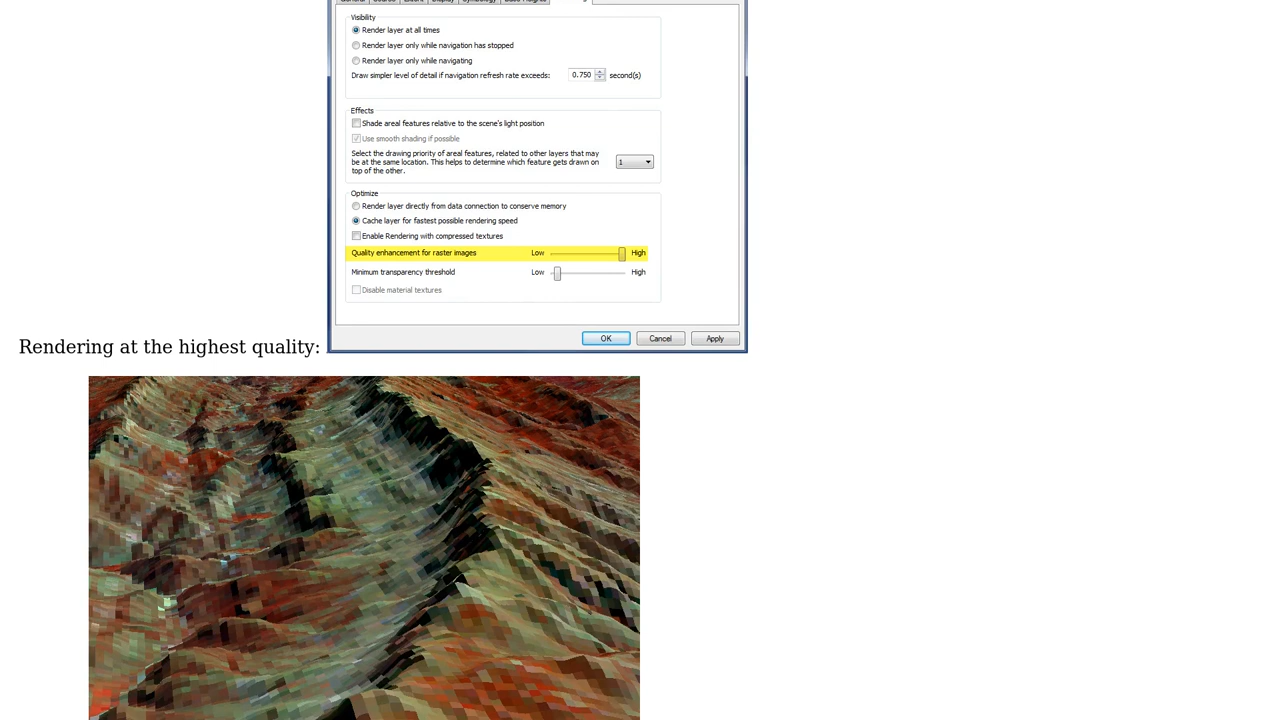 Visibility
Render layer at all times
Render layer only while navigation has stopped
Render layer only while navigating
Draw simpler level of detail if navigation refresh rate exceeds: 0.750 second(s)
Effects
Shade areal features relative to the scene's light position
Use smooth shading if possible
Select the drawing priority of areal features, related to other layers that may
be at the same location. This helps to determine which feature gets drawn on
top of the other.
1
Optimize
Render layer directly from data connection to conserve memory
Cache layer for fastest possible rendering speed
Enable Rendering with compressed textures
Quality enhancement for raster images Low High
Minimum transparency threshold Low High
Disable material textures
OK Cancel Apply
Rendering at the highest quality: